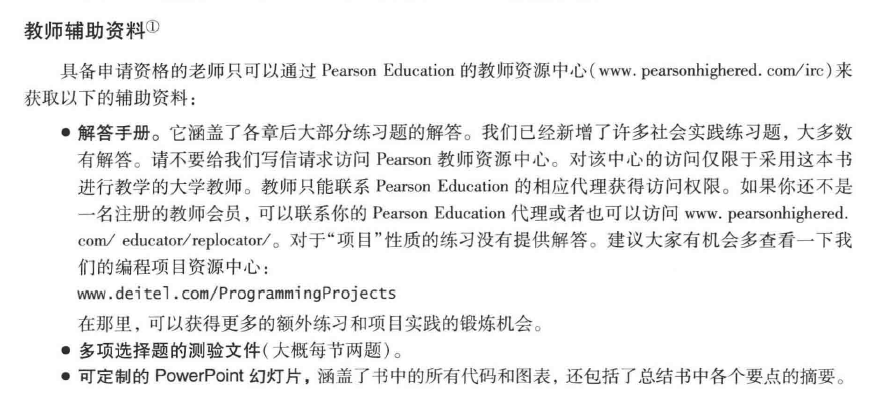 教师辅助资料①
具备申请资格的老师只可以通过 Pearson Education 的教师资源中心(www. pearsonhighered. com/irc)来
获取以下的辅助资料：
● 解答手册。它涵盖了各章后大部分练习题的解答。我们已经新增了许多社会实践练习题，大多数
有解答。请不要给我们写信请求访问 Pearson 教师资源中心。对该中心的访问仅限于采用这本书
进行教学的大学教师。教师只能联系 Pearson Education 的相应代理获得访问权限。如果你还不是
一名注册的教师会员，可以联系你的 Pearson Education 代理或者也可以访问 www. pearsonhighered.
com/ educator/replocator/。对于“项目”性质的练习没有提供解答。建议大家有机会多查看一下我
们的编程项目资源中心：
www.deitel.com/ProgrammingProjects
在那里，可以获得更多的额外练习和项目实践的锻炼机会。
● 多项选择题的测验文件(大概每节两题)。
● 可定制的 PowerPoint 幻灯片，涵盖了书中的所有代码和图表，还包括了总结书中各个要点的摘要。